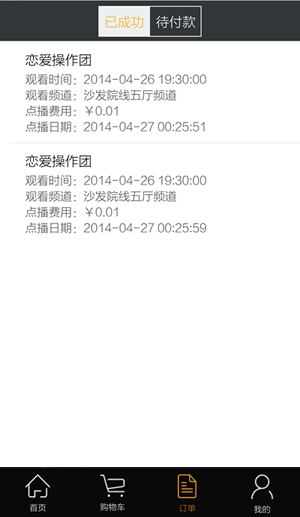 已成功 待付款
恋爱操作团
观看时间：2014-04-26 19:30:00
观看频道：沙发院线五厅频道
点播费用：￥0.01
点播日期：2014-04-27 00:25:51
恋爱操作团
观看时间：2014-04-26 19:30:00
观看频道：沙发院线五厅频道
点播费用：￥0.01
点播日期：2014-04-27 00:25:59
首页 购物车 订单 我的